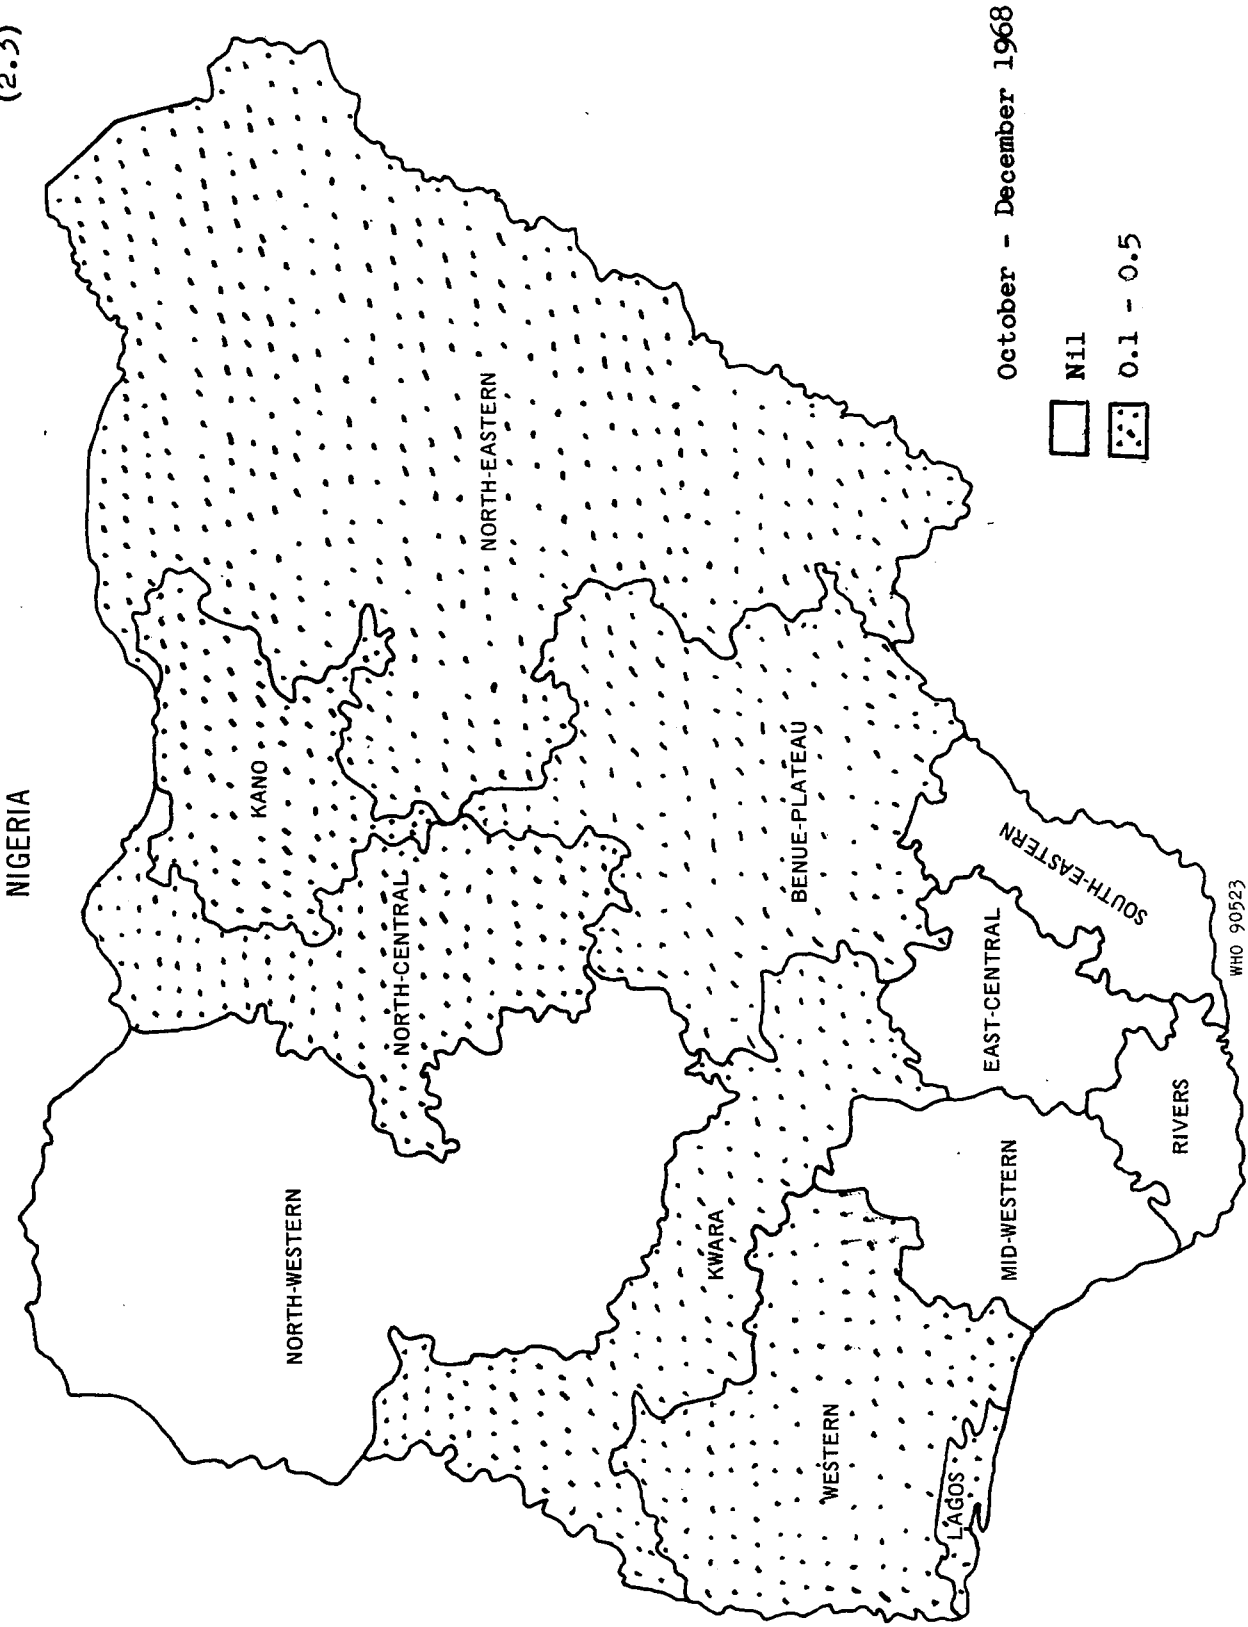 (2.3)
NIGERIA
NORTH-WESTERN
NORTH-CENTRAL
KANO
NORTH-EASTERN
KWARA
BENUE-PLATEAU
WESTERN
LAGOS
MID-WESTERN
EAST-CENTRAL
SOUTH-EASTERN
RIVERS
October - December 1968
Nil
0.1 - 0.5
WHO 90523